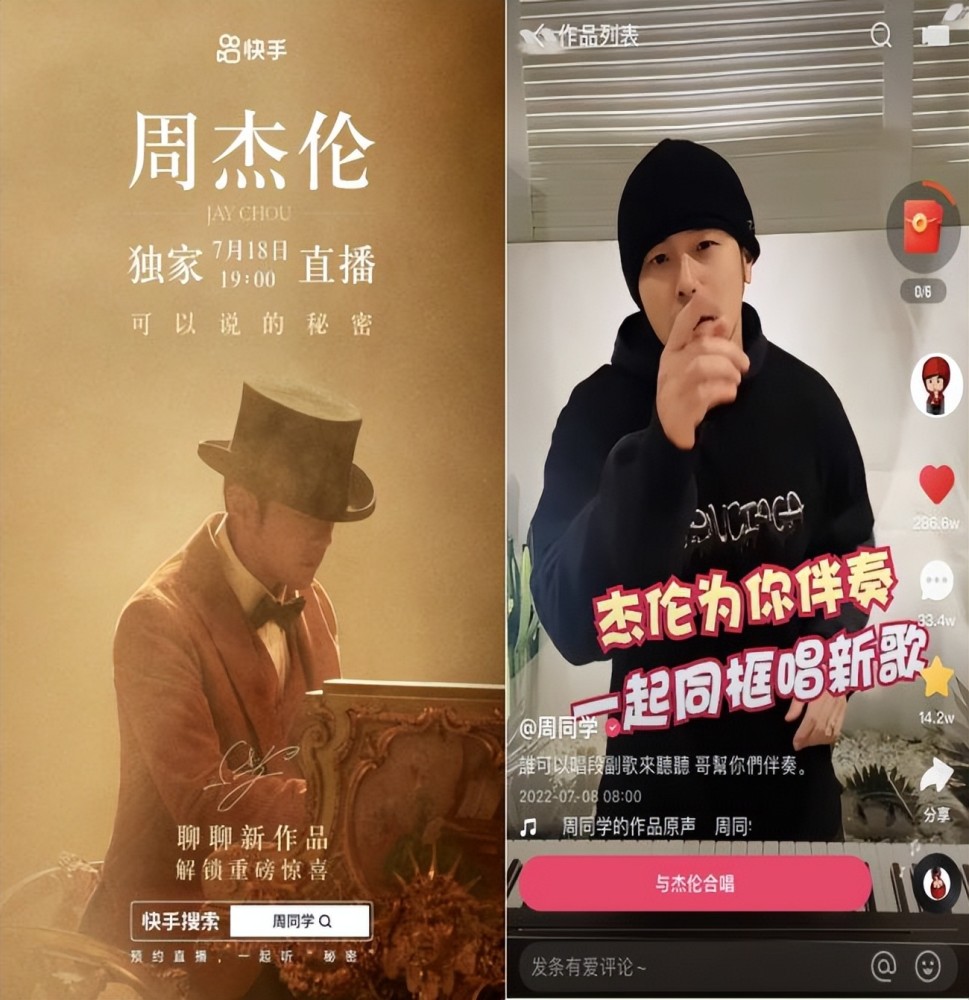 快手
周杰伦
JAY CHOU
独家 7月18日 19:00 直播
可以说的秘密
聊聊新作品
解锁重磅惊喜
快手搜索 周同学
预约直播，一起听“秘密”
作品列表
0/6
286.6w
杰伦为你伴奏
33.4w
一起同框唱新歌
14.2w
@周同学
誰可以唱段副歌來聽聽 哥幫你們伴奏。
2022-07-08 08:00
分享
周同学的作品原声 周同
与杰伦合唱
发条有爱评论~